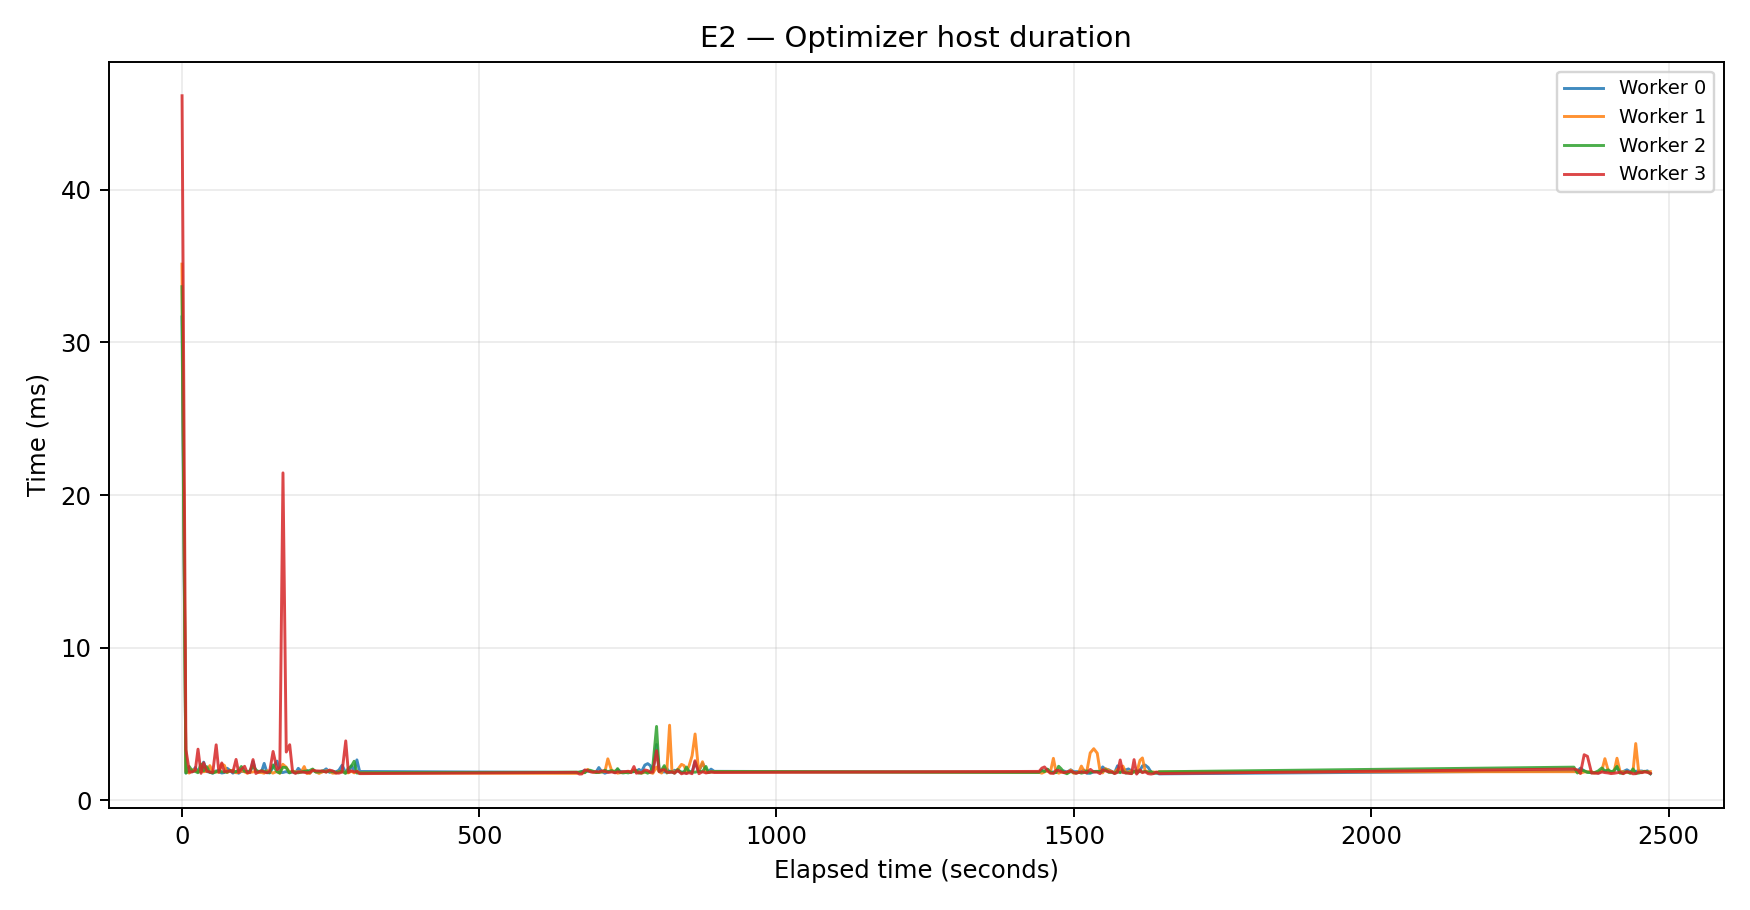 E2 — Optimizer host duration
Worker 0
Worker 1
Worker 2
Worker 3
Time (ms)
40
30
20
10
0
0 500 1000 1500 2000 2500
Elapsed time (seconds)